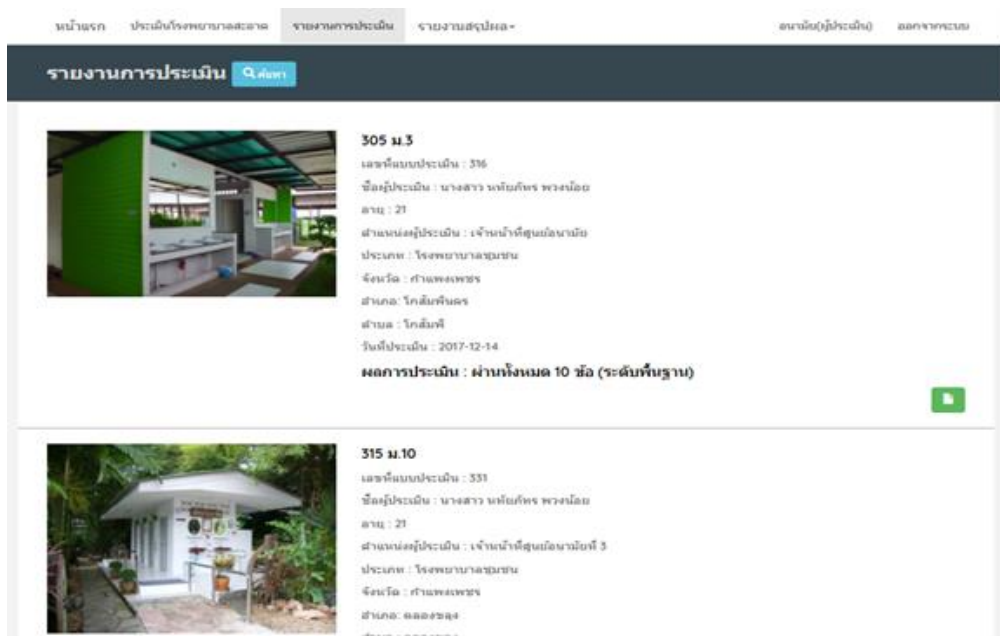 หน้าแรก ประเมินโรงพยาบาลสะอาด รายงานการประเมิน รายงานสรุปผล อนามัย(ผู้ประเมิน) ออกจากระบบ
รายงานการประเมิน ค้นหา
305 ม.3
เลขที่แบบประเมิน : 316
ชื่อผู้ประเมิน : นางสาว หทัยภัทร พวงน้อย
อายุ : 21
ตำแหน่งผู้ประเมิน : เจ้าหน้าที่ศูนย์อนามัย
ประเภท : โรงพยาบาลชุมชน
จังหวัด : กำแพงเพชร
อำเภอ: โกสัมพีนคร
ตำบล : โกสัมพี
วันที่ประเมิน : 2017-12-14
ผลการประเมิน : ผ่านทั้งหมด 10 ข้อ (ระดับพื้นฐาน)
315 ม.10
เลขที่แบบประเมิน : 331
ชื่อผู้ประเมิน : นางสาว หทัยภัทร พวงน้อย
อายุ : 21
ตำแหน่งผู้ประเมิน : เจ้าหน้าที่ศูนย์อนามัยที่ 3
ประเภท : โรงพยาบาลชุมชน
จังหวัด : กำแพงเพชร
อำเภอ: คลองขลุง